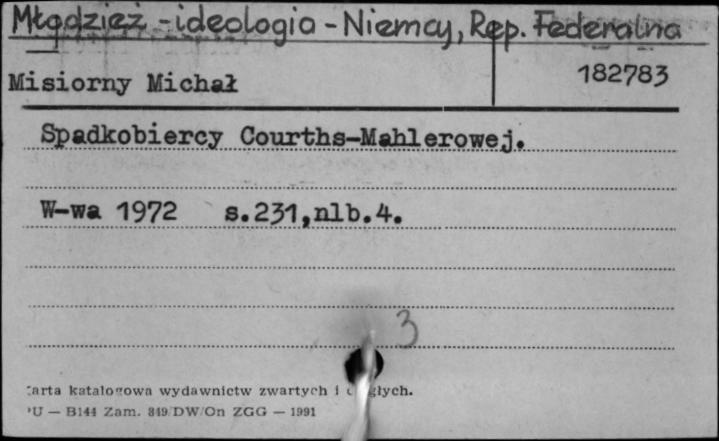 Młodzież - ideologia - Niemcy, Rep. Federalna
Misiorny Michał
182783
Spadkobiercy Courths-Mahlerowej.
W-wa 1972 s.231,nlb.4.
3
arta katalogowa wydawnictw zwartych i głych.
U — B144 Zam. 849/DW/On ZGG — 1991